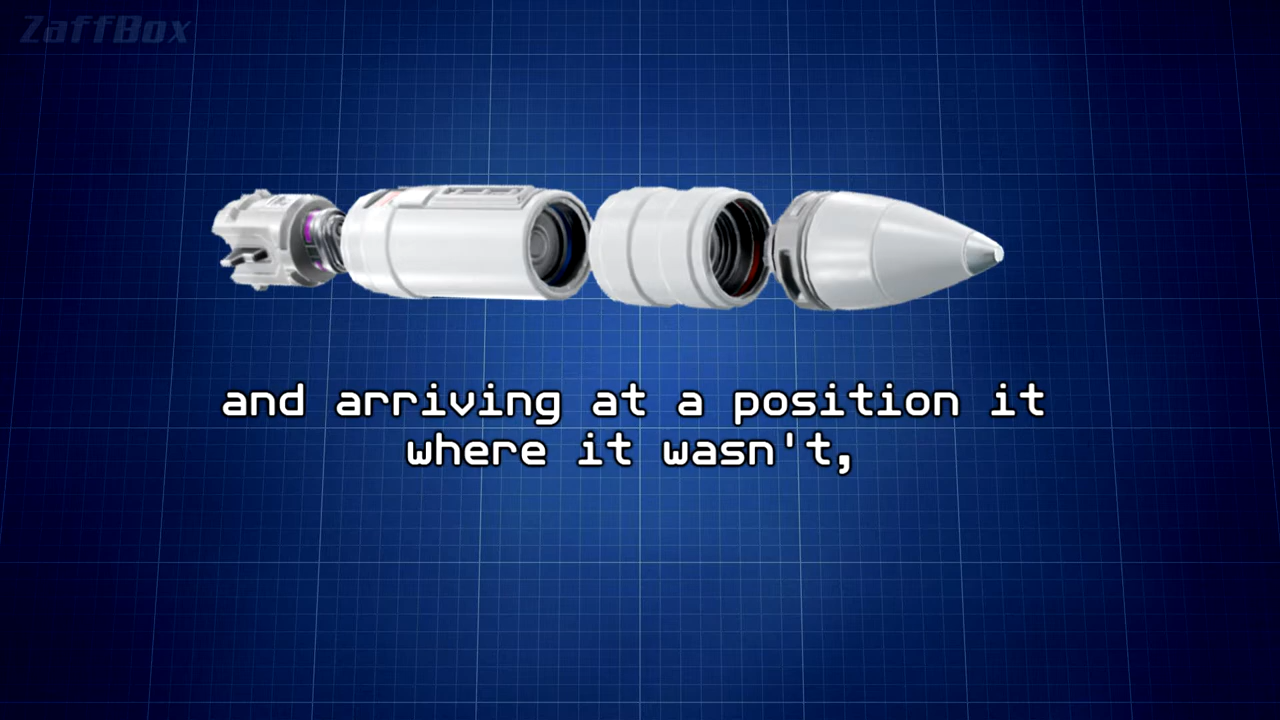 ZaffBox
and arriving at a position it
where it wasn't,